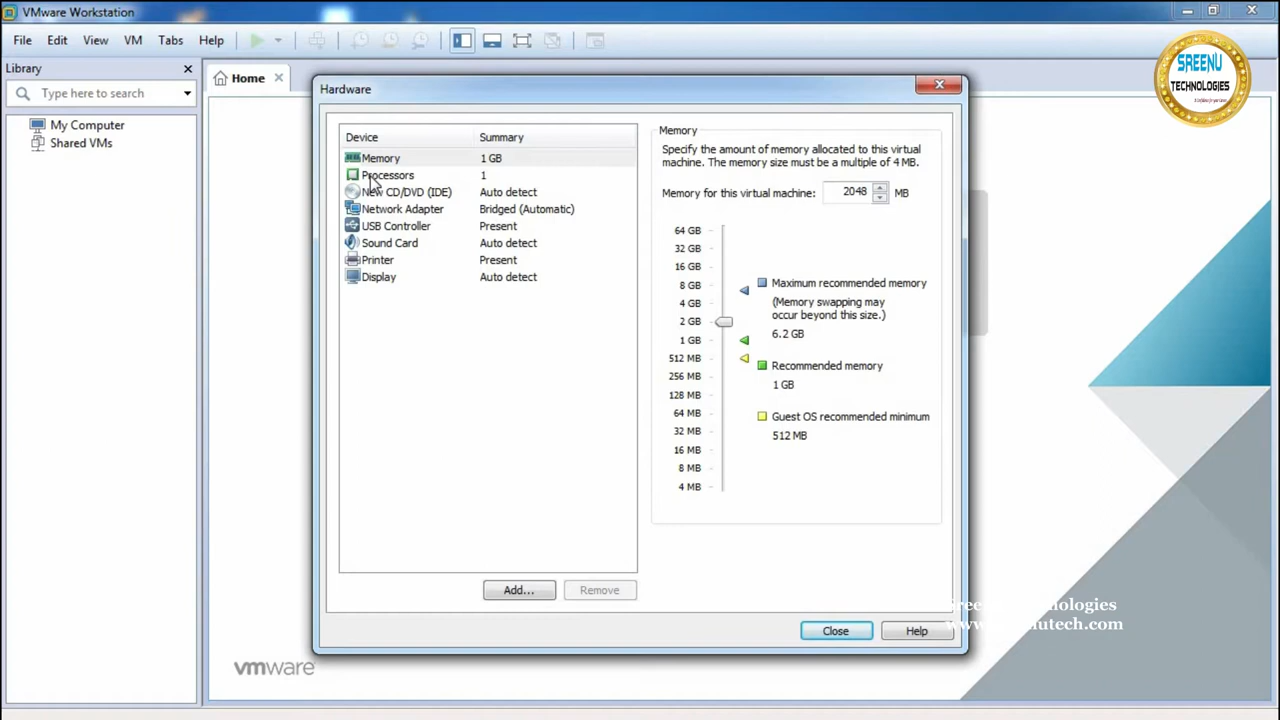 VMware Workstation
File Edit View VM Tabs Help
Library
Type here to search
My Computer
Shared VMs
Home
SREENU
TECHNOLOGIES
Hardware
Device Summary
Memory 1 GB
Processors 1
New CD/DVD (IDE) Auto detect
Network Adapter Bridged (Automatic)
USB Controller Present
Sound Card Auto detect
Printer Present
Display Auto detect
Add... Remove
Memory
Specify the amount of memory allocated to this virtual
machine. The memory size must be a multiple of 4 MB.
Memory for this virtual machine: 2048 MB
64 GB
32 GB
16 GB
8 GB
4 GB
2 GB
1 GB
512 MB
256 MB
128 MB
64 MB
32 MB
16 MB
8 MB
4 MB
Maximum recommended memory
(Memory swapping may
occur beyond this size.)
6.2 GB
Recommended memory
1 GB
Guest OS recommended minimum
512 MB
Close Help
vmware